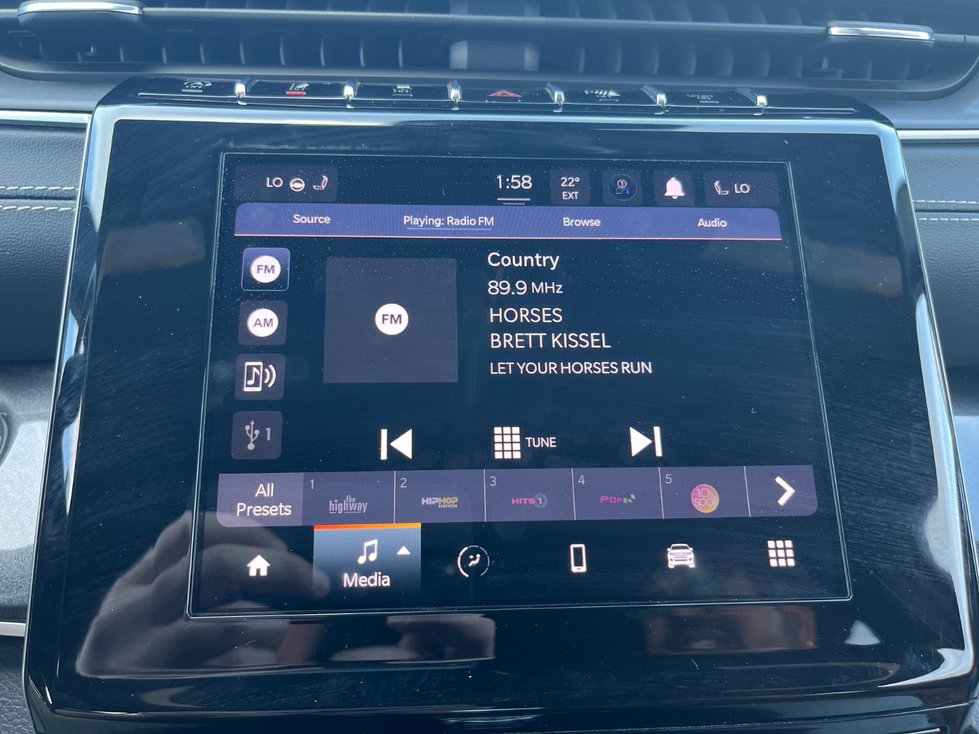 LO
1:58
22°
EXT
LO
Source
Playing: Radio FM
Browse
Audio
FM
AM
1
FM
Country
89.9 MHz
HORSES
BRETT KISSEL
LET YOUR HORSES RUN
TUNE
All
Presets
1
the
highway
2
HIPHOP
NATION
3
HITS 1
4
POP
5
Media